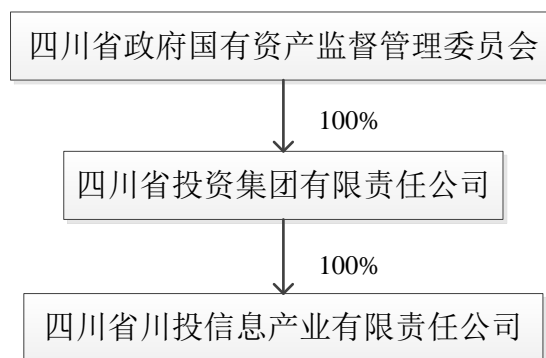 四川省政府国有资产监督管理委员会
100%
四川省投资集团有限责任公司
100%
四川省川投信息产业有限责任公司